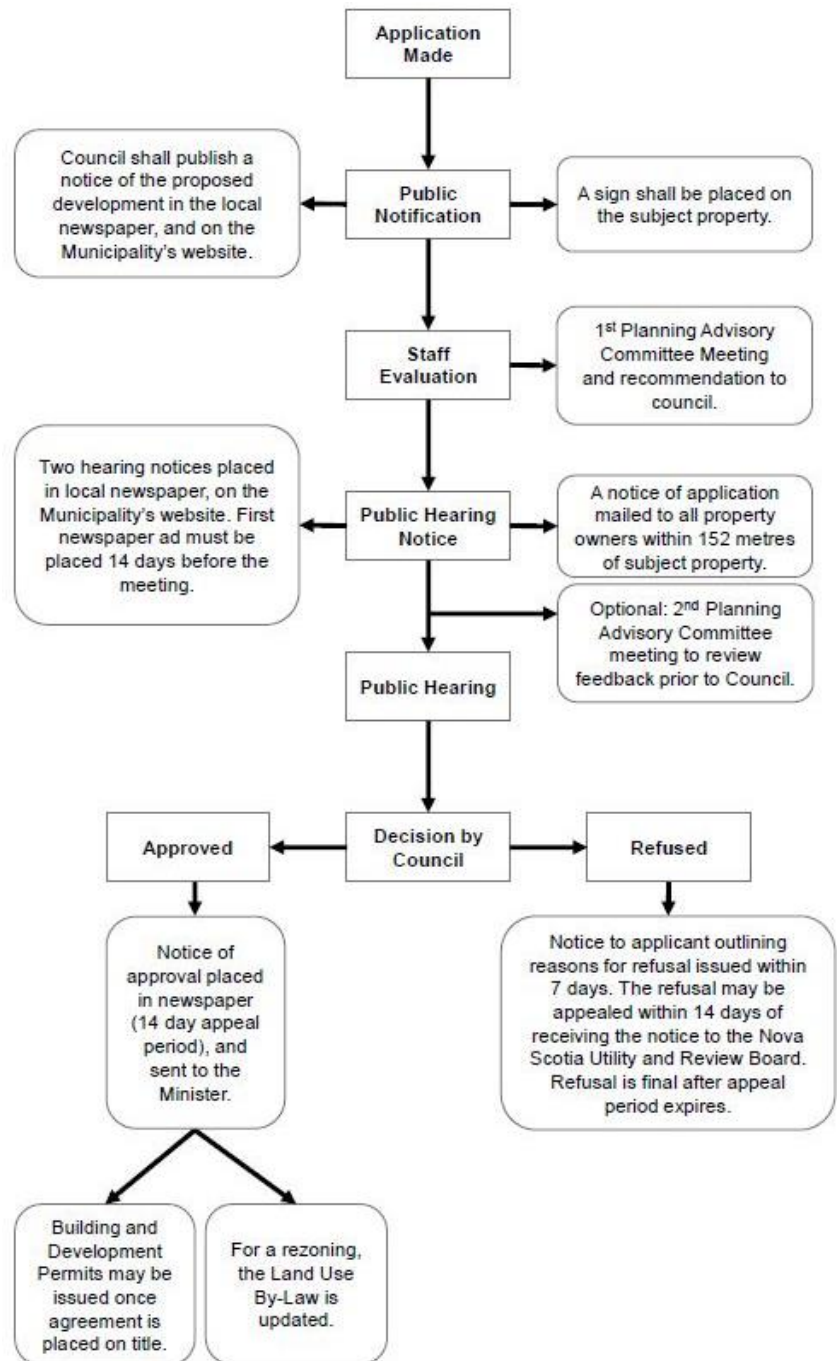 Application
Made
Council shall publish a
notice of the proposed
development in the local
newspaper, and on the
Municipality's website.
Public
Notification
A sign shall be placed on
the subject property.
Staff
Evaluation
1st Planning Advisory
Committee Meeting
and recommendation to
council.
Two hearing notices placed
in local newspaper, on the
Municipality's website. First
newspaper ad must be
placed 14 days before the
meeting.
Public Hearing
Notice
A notice of application
mailed to all property
owners within 152 metres
of subject property.
Optional: 2nd Planning
Advisory Committee
meeting to review
feedback prior to Council.
Public Hearing
Approved
Decision by
Council
Refused
Notice of
approval placed
in newspaper
(14 day appeal
period), and
sent to the
Minister.
Notice to applicant outlining
reasons for refusal issued within
7 days. The refusal may be
appealed within 14 days of
receiving the notice to the Nova
Scotia Utility and Review Board.
Refusal is final after appeal
period expires.
Building and
Development
Permits may be
issued once
agreement is
placed on title.
For a rezoning,
the Land Use
By-Law is
updated.